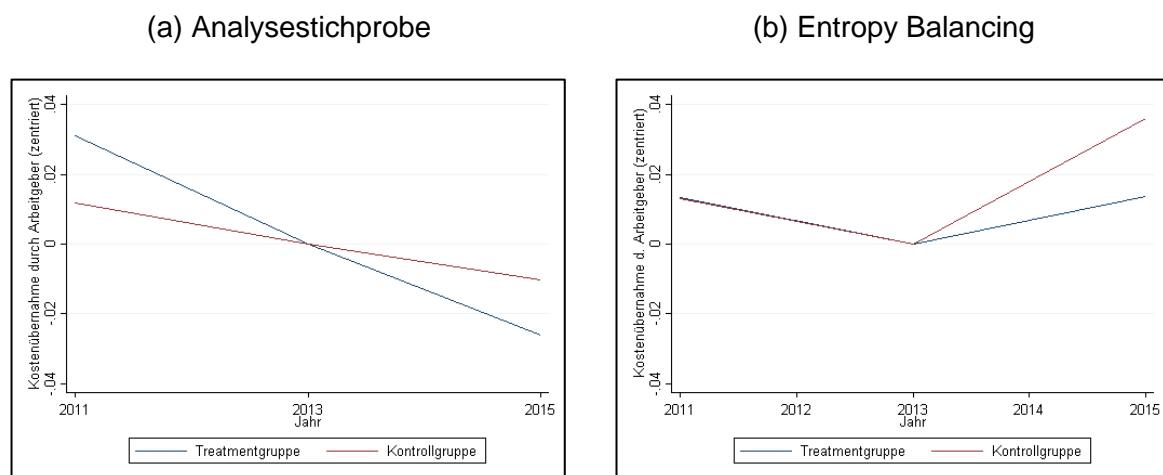 (a) Analysestichprobe
Kostenübernahme durch Arbeitgeber (zentriert)
.04
.02
0
-.02
-.04
2011
2013
2015
Jahr
Treatmentgruppe
Kontrollgruppe
(b) Entropy Balancing
Kostenübernahme d. Arbeitgeber (zentriert)
.04
.02
0
-.02
-.04
2011
2012
2013
2014
2015
Jahr
Treatmentgruppe
Kontrollgruppe